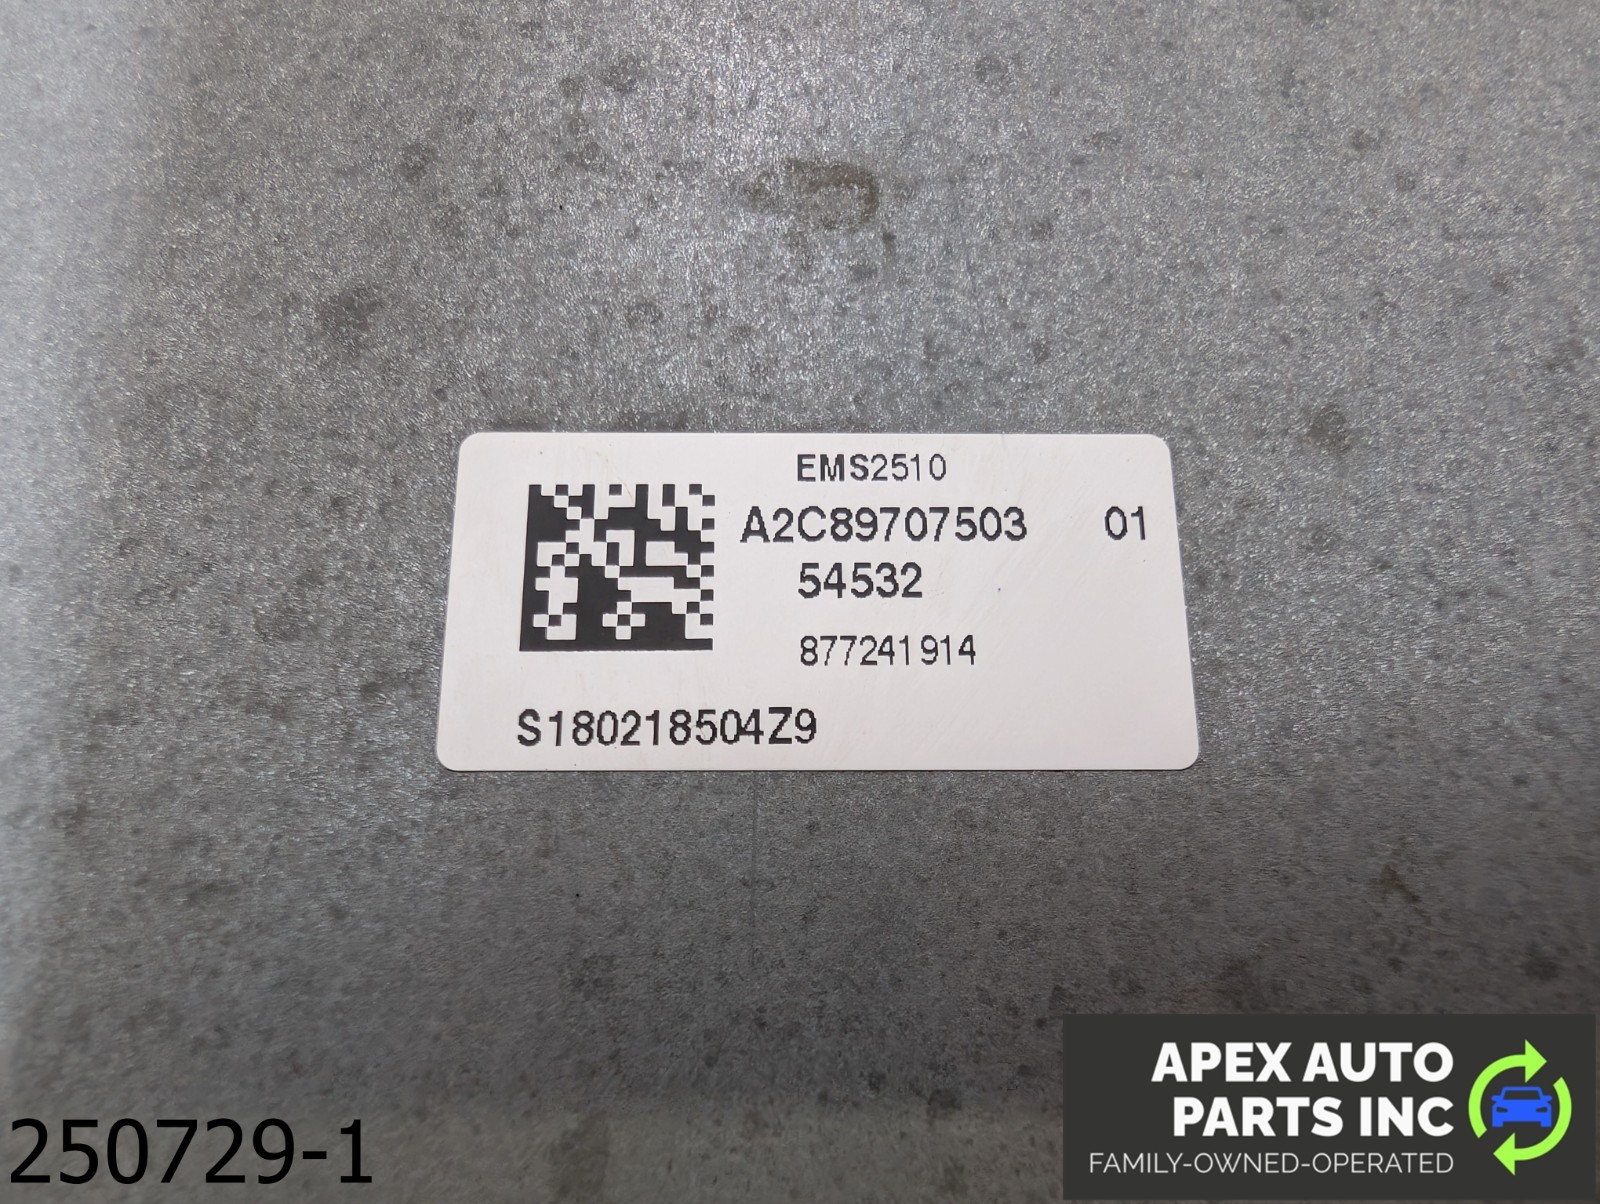 EMS2510
A2C89707503 01
54532
877241914
S180218504Z9
250729-1
APEX AUTO
PARTS INC
FAMILY-OWNED-OPERATED